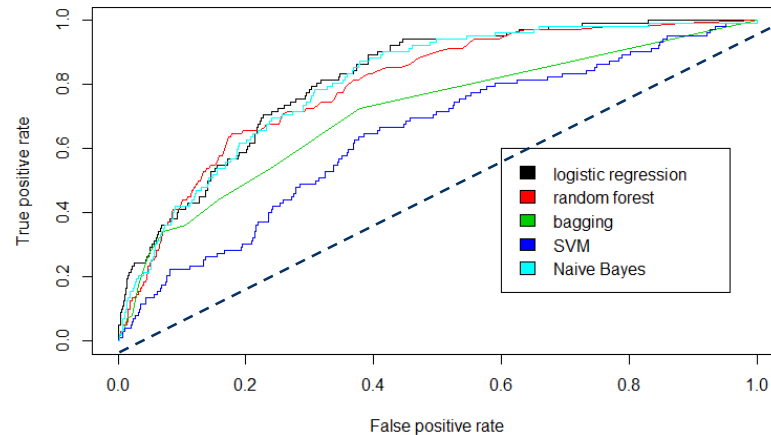 True positive rate
1.0
0.8
0.6
0.4
0.2
0.0
logistic regression
random forest
bagging
SVM
Naive Bayes
0.0 0.2 0.4 0.6 0.8 1.0
False positive rate